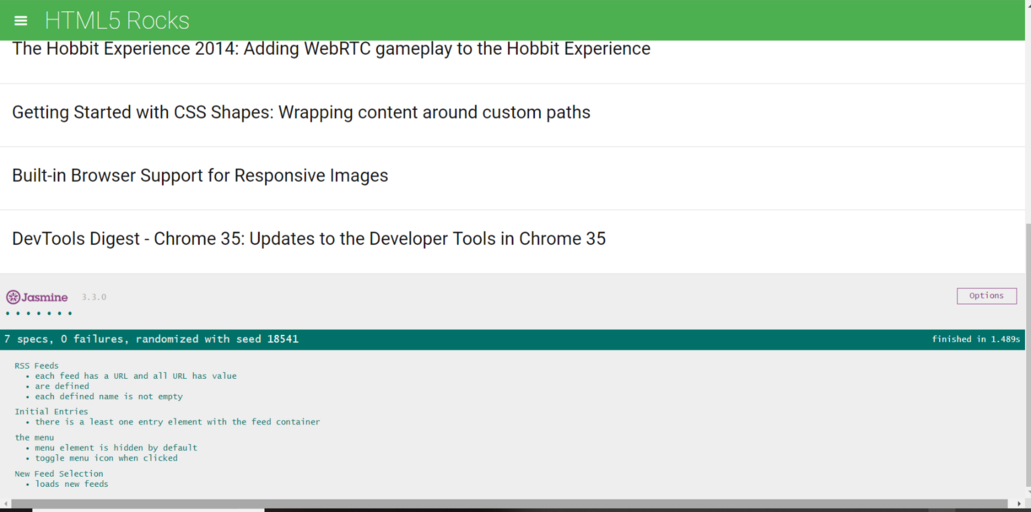 HTML5 Rocks
The Hobbit Experience 2014: Adding WebRTC gameplay to the Hobbit Experience
Getting Started with CSS Shapes: Wrapping content around custom paths
Built-in Browser Support for Responsive Images
DevTools Digest - Chrome 35: Updates to the Developer Tools in Chrome 35
Jasmine 3.3.0
Options
7 specs, 0 failures, randomized with seed 18541
finished in 1.489s
RSS Feeds
• each feed has a URL and all URL has value
• are defined
• each defined name is not empty
Initial Entries
• there is a least one entry element with the feed container
the menu
• menu element is hidden by default
• toggle menu icon when clicked
New Feed Selection
• loads new feeds